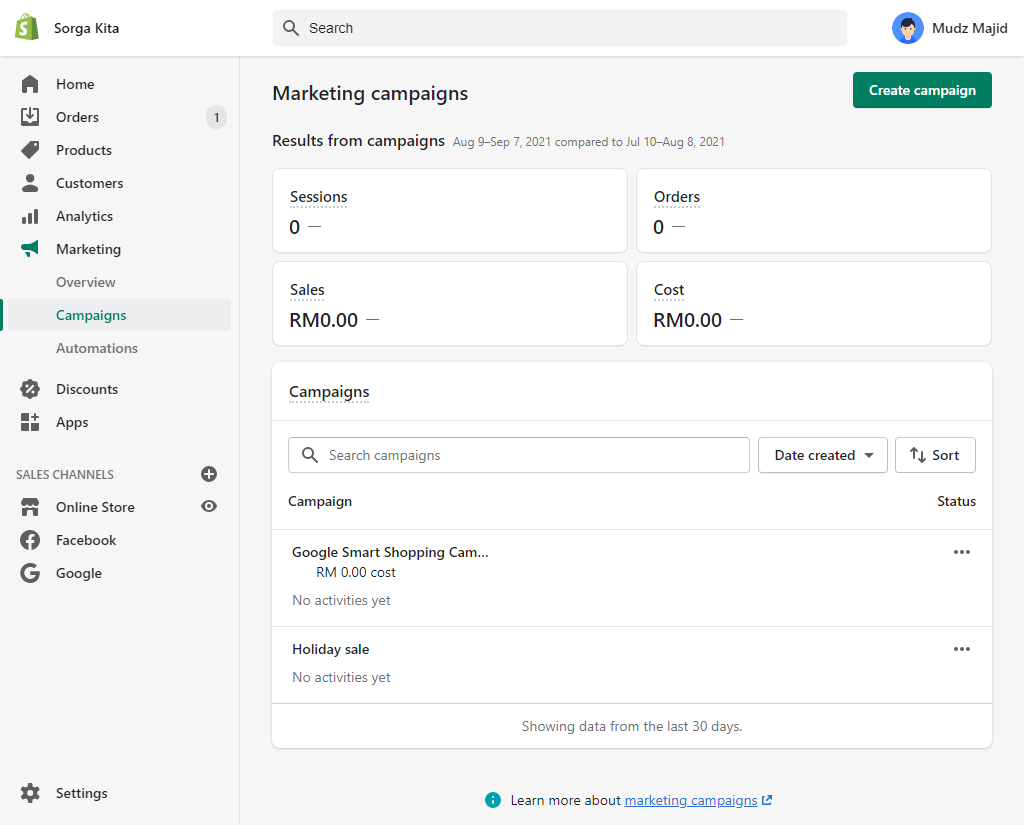 Sorga Kita
Search
Mudz Majid
Home
Orders
1
Products
Customers
Analytics
Marketing
Overview
Campaigns
Automations
Discounts
Apps
SALES CHANNELS
Online Store
Facebook
Google
Settings
Marketing campaigns
Create campaign
Results from campaigns Aug 9–Sep 7, 2021 compared to Jul 10–Aug 8, 2021
Sessions
0 —
Orders
0 —
Sales
RM0.00 —
Cost
RM0.00 —
Campaigns
Search campaigns
Date created
Sort
Campaign
Status
Google Smart Shopping Cam...
RM 0.00 cost
No activities yet
Holiday sale
No activities yet
Showing data from the last 30 days.
Learn more about marketing campaigns